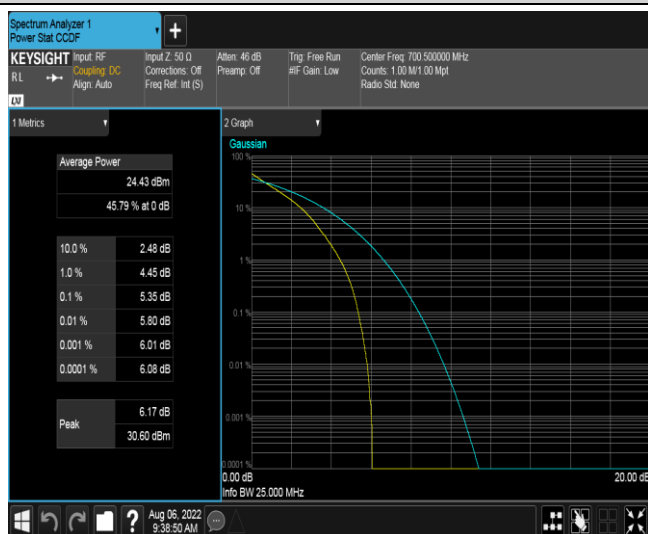 Spectrum Analyzer 1
Power Stat CCDF
+
KEYSIGHT
R L
LXI
Input: RF
Coupling: DC
Align: Auto
Input Z: 50 Ω
Corrections: Off
Freq Ref: Int (S)
Atten: 46 dB
Preamp: Off
Trig: Free Run
#IF Gain: Low
Center Freq: 700.500000 MHz
Counts: 1.00 M/1.00 Mpt
Radio Std: None
1 Metrics
Average Power
24.43 dBm
45.79 % at 0 dB
10.0 % 2.48 dB
1.0 % 4.45 dB
0.1 % 5.35 dB
0.01 % 5.80 dB
0.001 % 6.01 dB
0.0001 % 6.08 dB
Peak
6.17 dB
30.60 dBm
2 Graph
Gaussian
100 %
10 %
1 %
0.1 %
0.01 %
0.001 %
0.0001 %
0.00 dB
20.00 dB
Info BW 25.000 MHz
?
Aug 06, 2022
9:38:50 AM